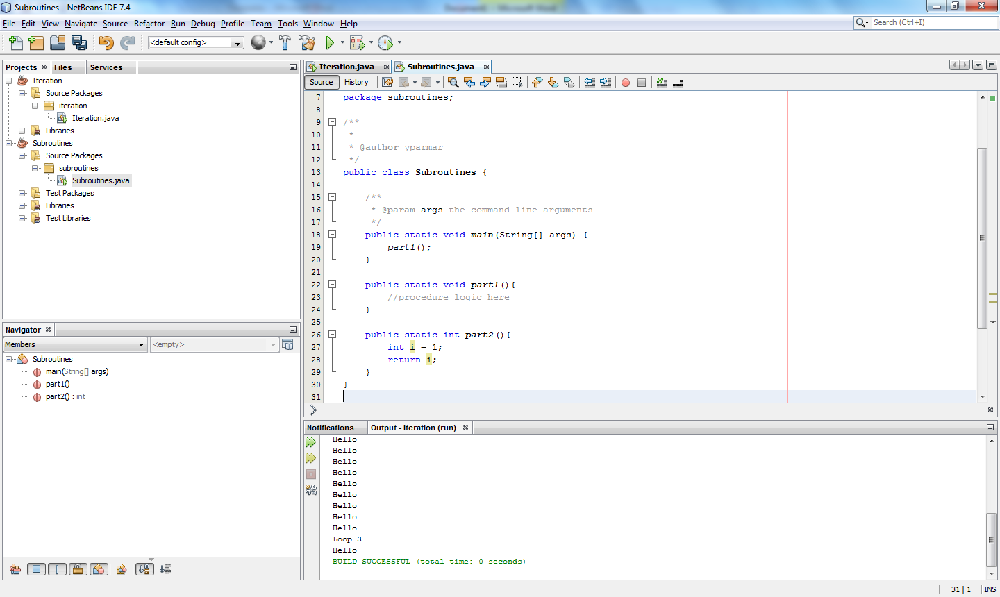 Subroutines - NetBeans IDE 7.4
File Edit View Navigate Source Refactor Run Debug Profile Team Tools Window Help
Search (Ctrl+I)
<default config>
Projects Files Services
Iteration
Source Packages
iteration
Iteration.java
Libraries
Subroutines
Source Packages
subroutines
Subroutines.java
Test Packages
Libraries
Test Libraries
Navigator
Members <empty>
Subroutines
main(String[] args)
part1()
part2() : int
Iteration.java Subroutines.java
Source History
7 package subroutines;
8
9 /**
10 *
11 * @author yparmar
12 */
13 public class Subroutines {
14
15 /**
16 * @param args the command line arguments
17 */
18 public static void main(String[] args) {
19 part1();
20 }
21
22 public static void part1(){
23 //procedure logic here
24 }
25
26 public static int part2(){
27 int i = 1;
28 return i;
29 }
30 }
31
Notifications Output - Iteration (run)
Hello
Hello
Hello
Hello
Hello
Hello
Hello
Hello
Hello
Loop 3
Hello
BUILD SUCCESSFUL (total time: 0 seconds)
31 | 1 INS